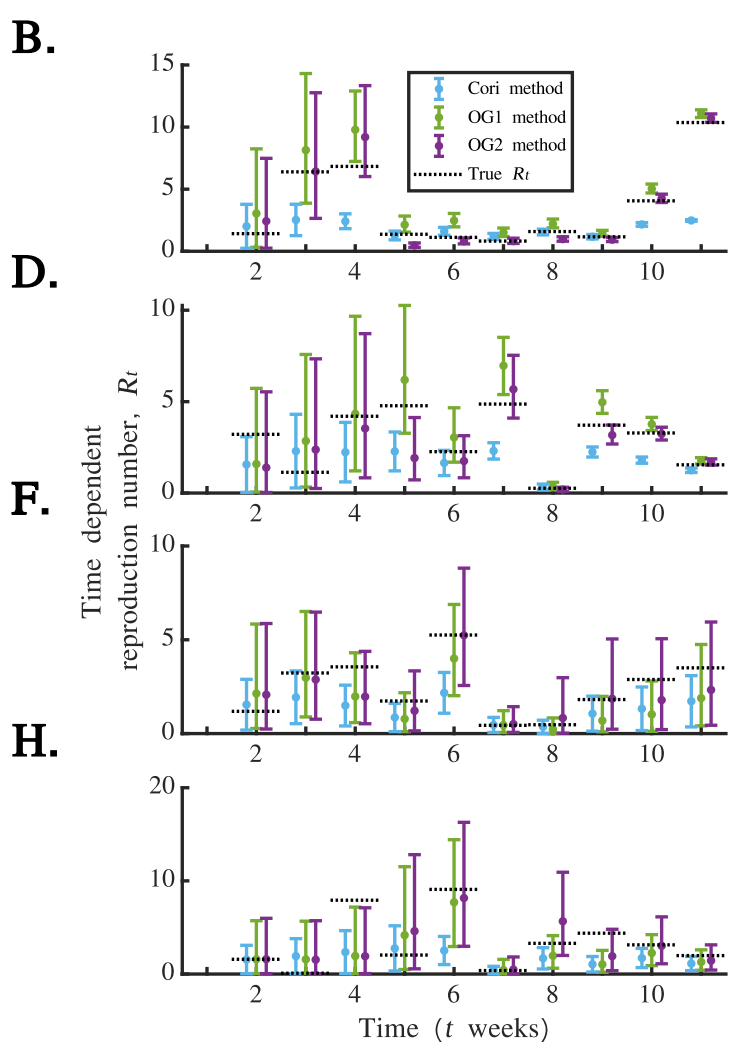 B.
15
10
5
0
Cori method
OG1 method
OG2 method
True Rt
2 4 6 8 10
D.
10
5
0
2 4 6 8 10
F.
Time dependent
reproduction number, Rt
10
5
0
2 4 6 8 10
H.
20
10
0
2 4 6 8 10
Time (t weeks)